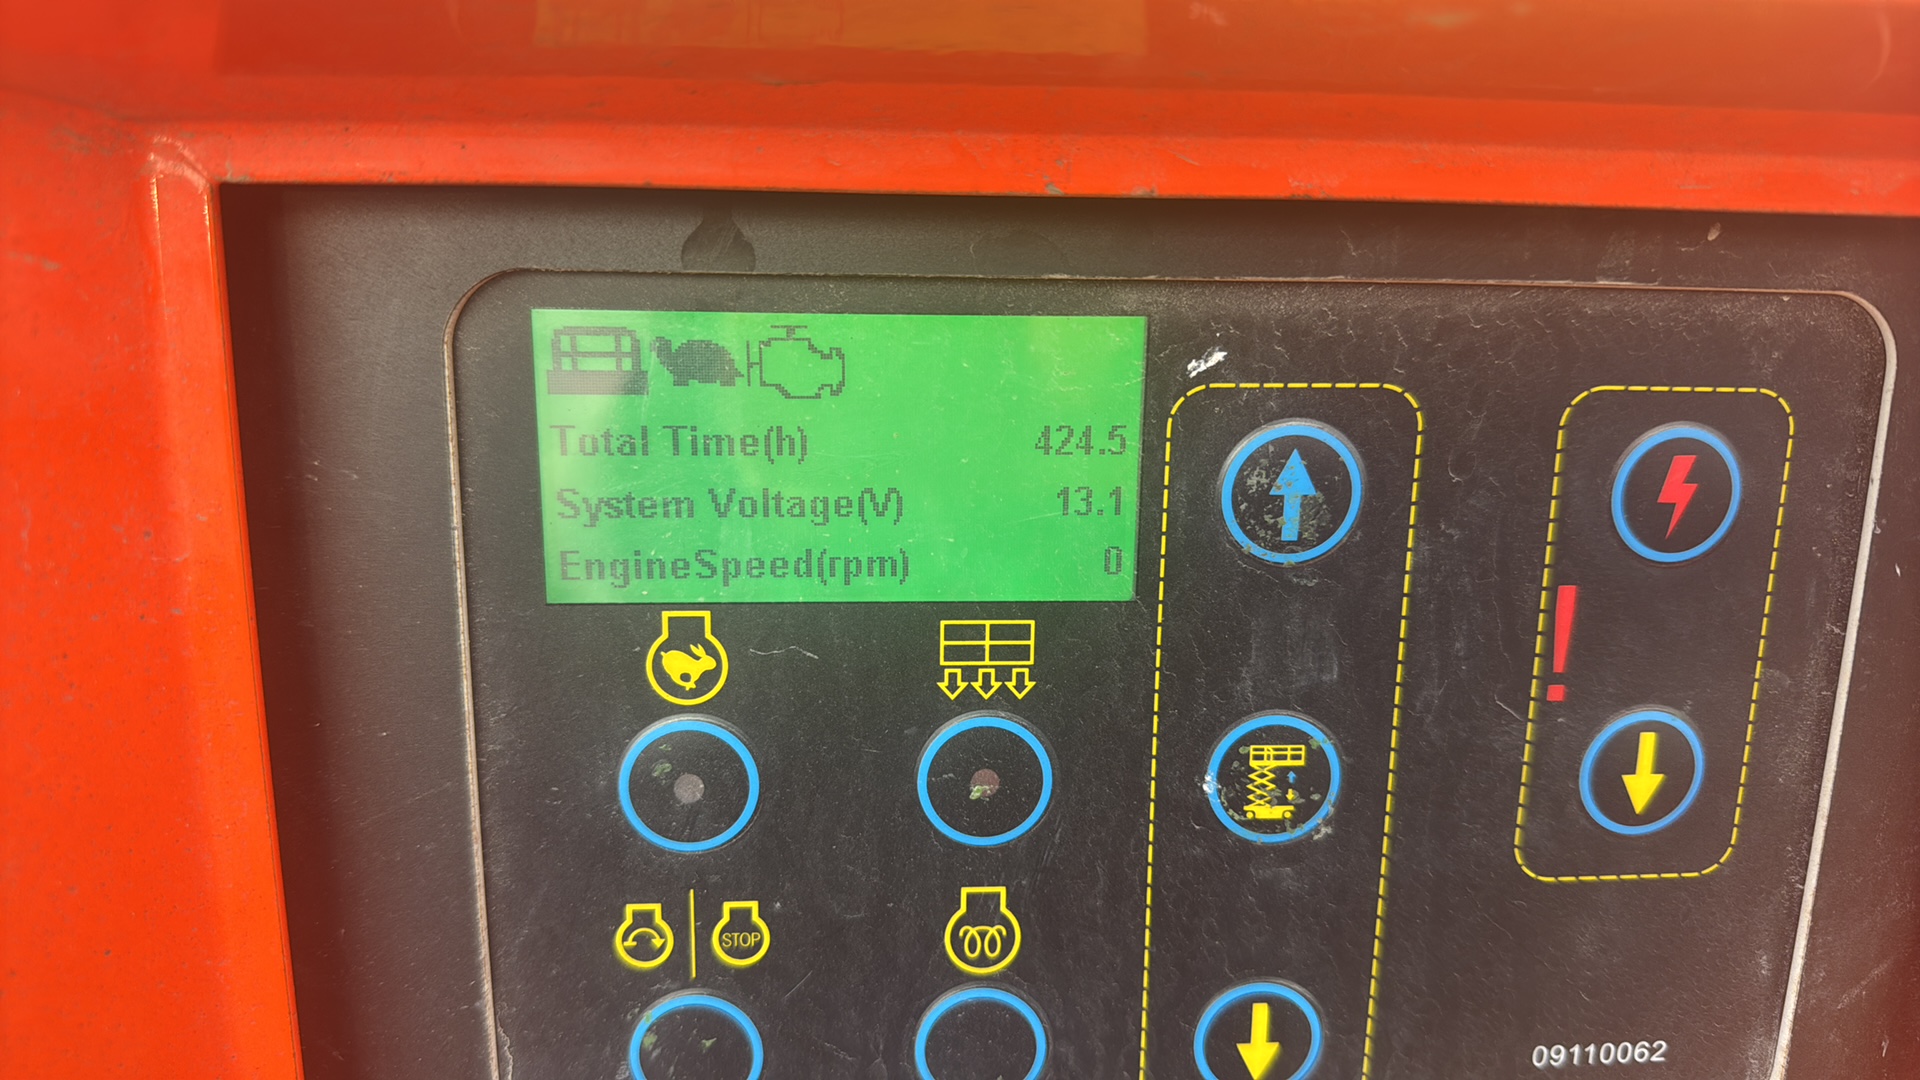 Total Time(h) 424.5
System Voltage(V) 13.1
EngineSpeed(rpm) 0
STOP
09110062